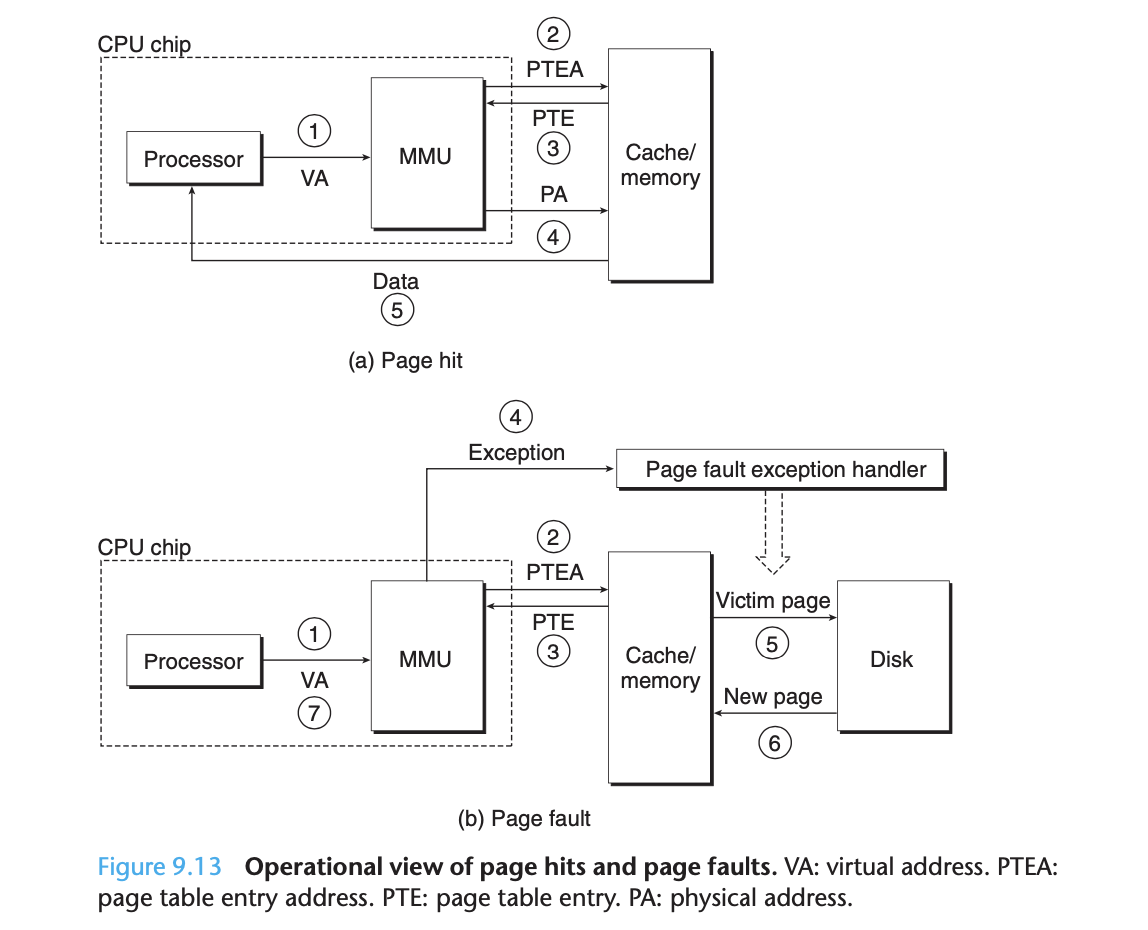 CPU chip
2
PTEA
PTE
3
1
Processor
VA
MMU
Cache/
memory
PA
4
Data
5
(a) Page hit
4
Exception
Page fault exception handler
CPU chip
2
PTEA
PTE
3
1
Processor
VA
7
MMU
Cache/
memory
Victim page
5
Disk
New page
6
(b) Page fault
Figure 9.13 Operational view of page hits and page faults. VA: virtual address. PTEA:
page table entry address. PTE: page table entry. PA: physical address.